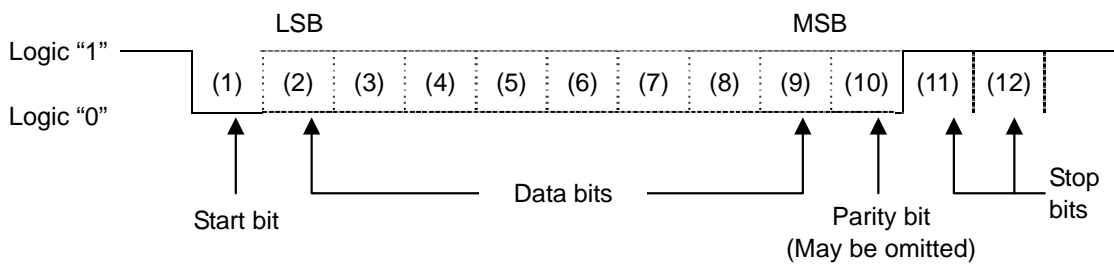 LSB MSB
Logic “1”
(1) (2) (3) (4) (5) (6) (7) (8) (9) (10) (11) (12)
Logic “0”
Start bit
Data bits
Parity bit
(May be omitted)
Stop
bits